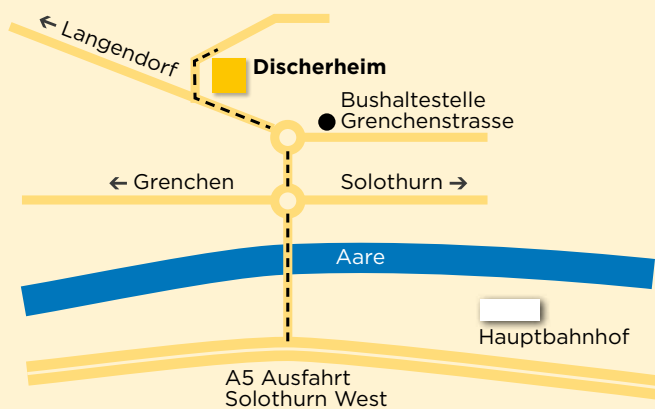 ← Langendorf
Discherheim
Bushaltestelle
Grenchenstrasse
← Grenchen
Solothurn →
Aare
Hauptbahnhof
A5 Ausfahrt
Solothurn West